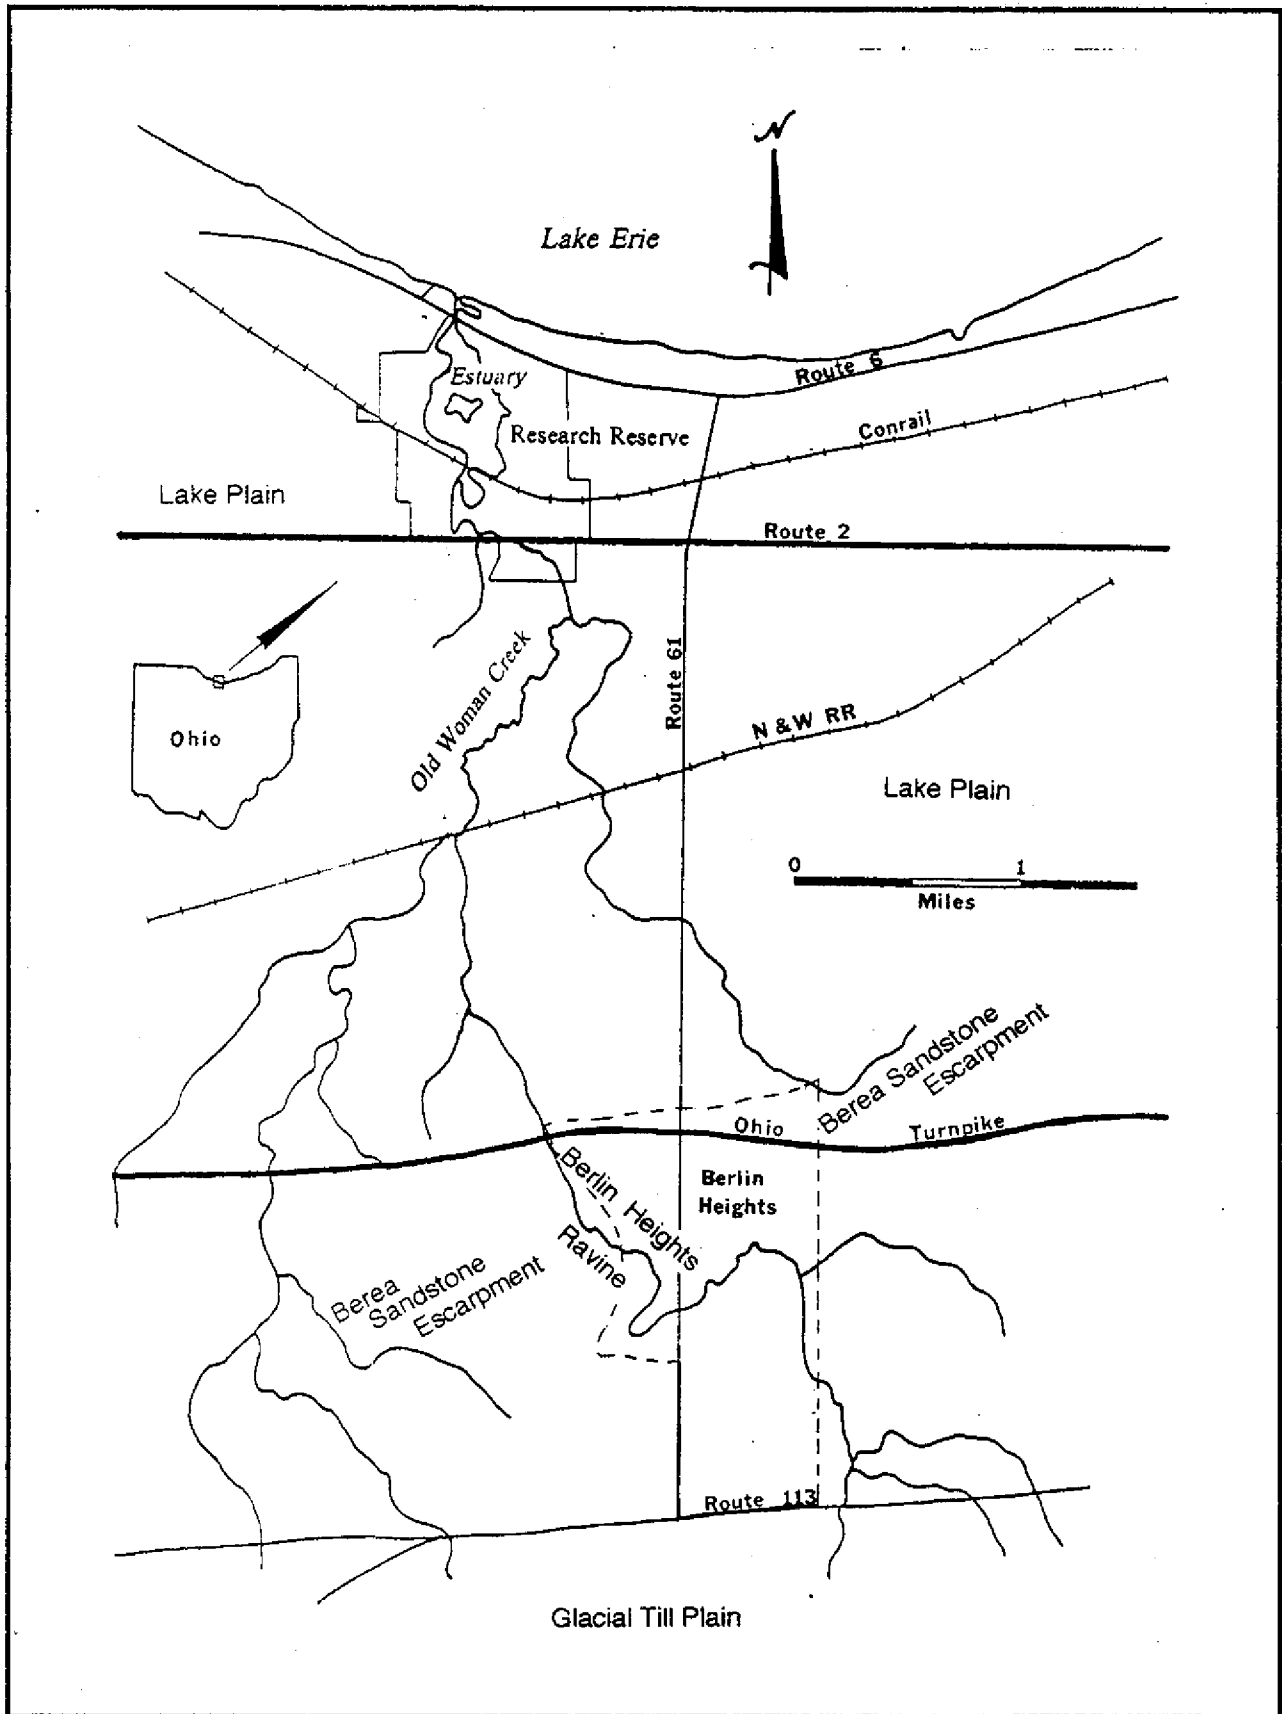 N
Lake Erie
Route 6
Estuary
Conrail
Research Reserve
Lake Plain
Route 2
Old Woman Creek
Route 61
Ohio
N & W RR
Lake Plain
0 1
Miles
Berea Sandstone
Escarpment
Ohio Turnpike
Berlin Heights
Ravine
Berlin
Heights
Berea
Sandstone
Escarpment
Route 113
Glacial Till Plain